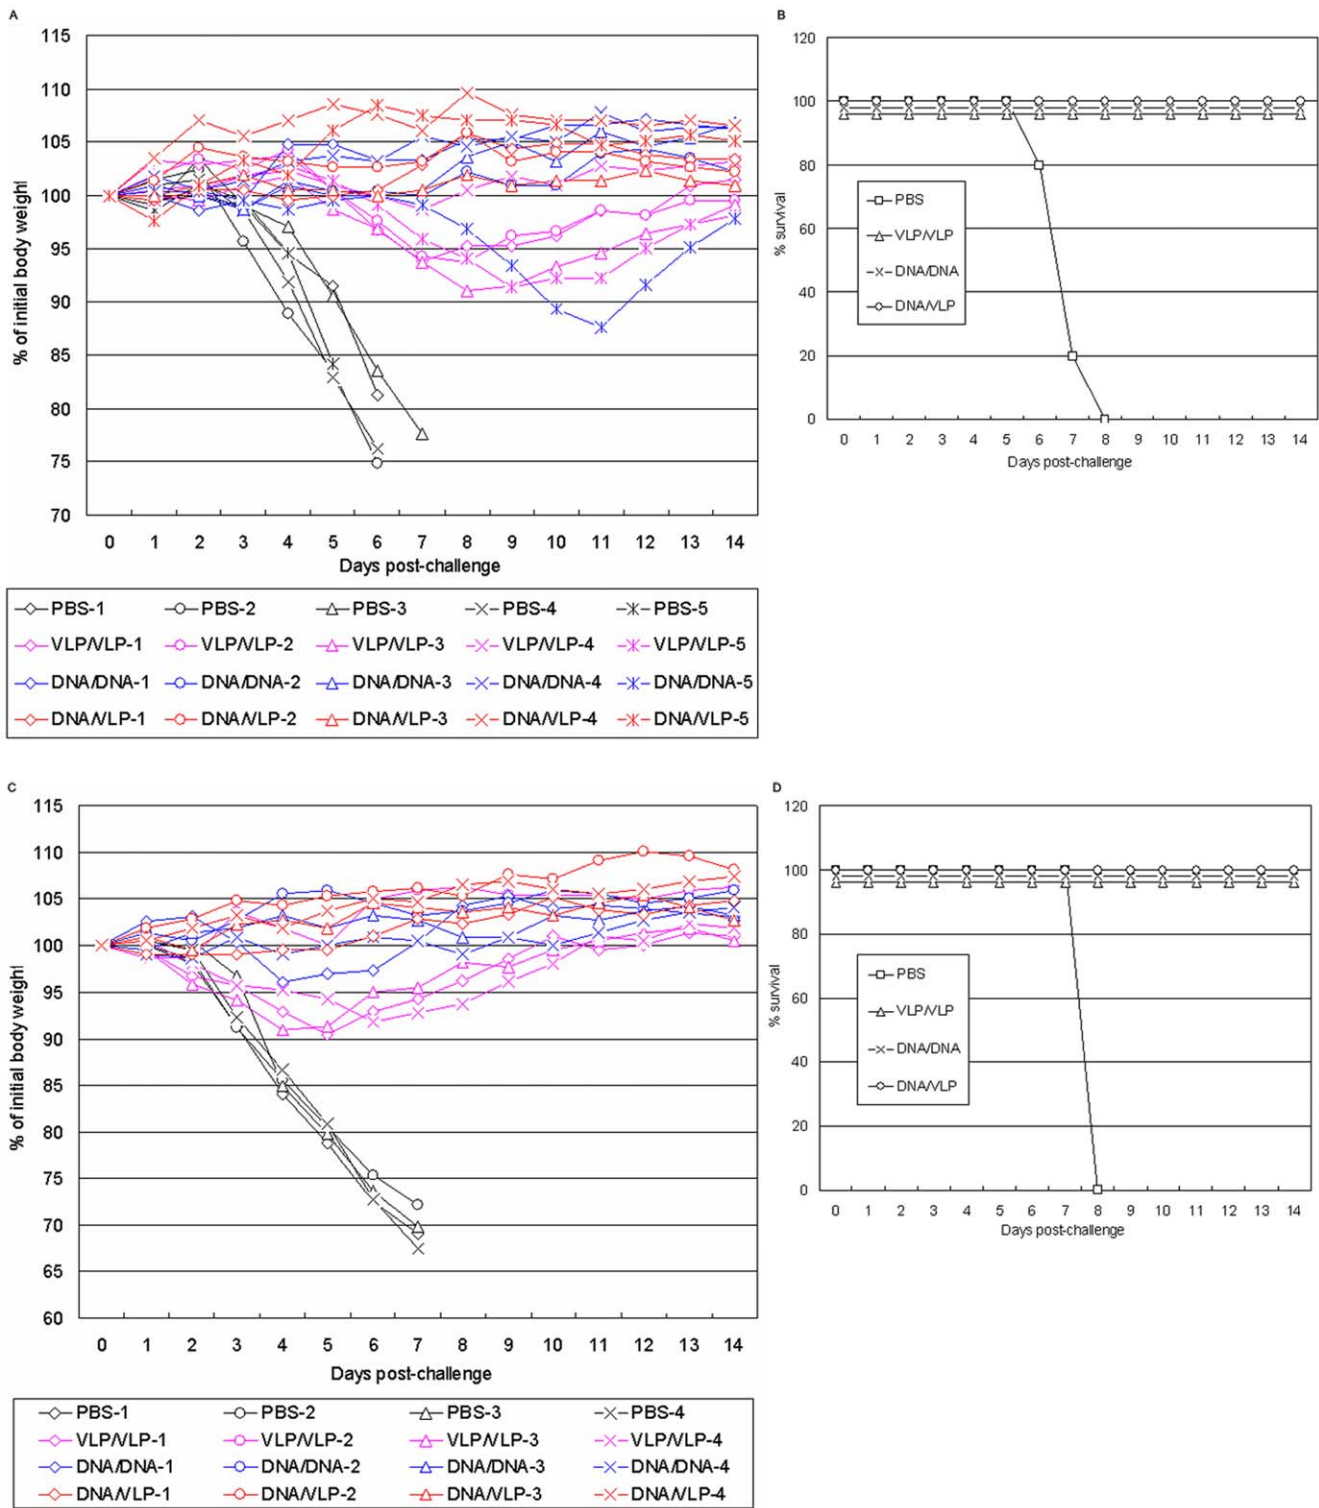 A
% of initial body weight
115
110
105
100
95
90
85
80
75
70
0 1 2 3 4 5 6 7 8 9 10 11 12 13 14
Days post-challenge
PBS-1 PBS-2 PBS-3 PBS-4 PBS-5
VLP/VLP-1 VLP/VLP-2 VLP/VLP-3 VLP/VLP-4 VLP/VLP-5
DNA/DNA-1 DNA/DNA-2 DNA/DNA-3 DNA/DNA-4 DNA/DNA-5
DNA/VLP-1 DNA/VLP-2 DNA/VLP-3 DNA/VLP-4 DNA/VLP-5
B
% survival
120
100
80
60
40
20
0
PBS
VLP/VLP
DNA/DNA
DNA/VLP
0 1 2 3 4 5 6 7 8 9 10 11 12 13 14
Days post-challenge
C
% of initial body weight
115
110
105
100
95
90
85
80
75
70
65
60
0 1 2 3 4 5 6 7 8 9 10 11 12 13 14
Days post-challenge
PBS-1 PBS-2 PBS-3 PBS-4
VLP/VLP-1 VLP/VLP-2 VLP/VLP-3 VLP/VLP-4
DNA/DNA-1 DNA/DNA-2 DNA/DNA-3 DNA/DNA-4
DNA/VLP-1 DNA/VLP-2 DNA/VLP-3 DNA/VLP-4
D
% survival
120
100
80
60
40
20
0
PBS
VLP/VLP
DNA/DNA
DNA/VLP
0 1 2 3 4 5 6 7 8 9 10 11 12 13 14
Days post-challenge